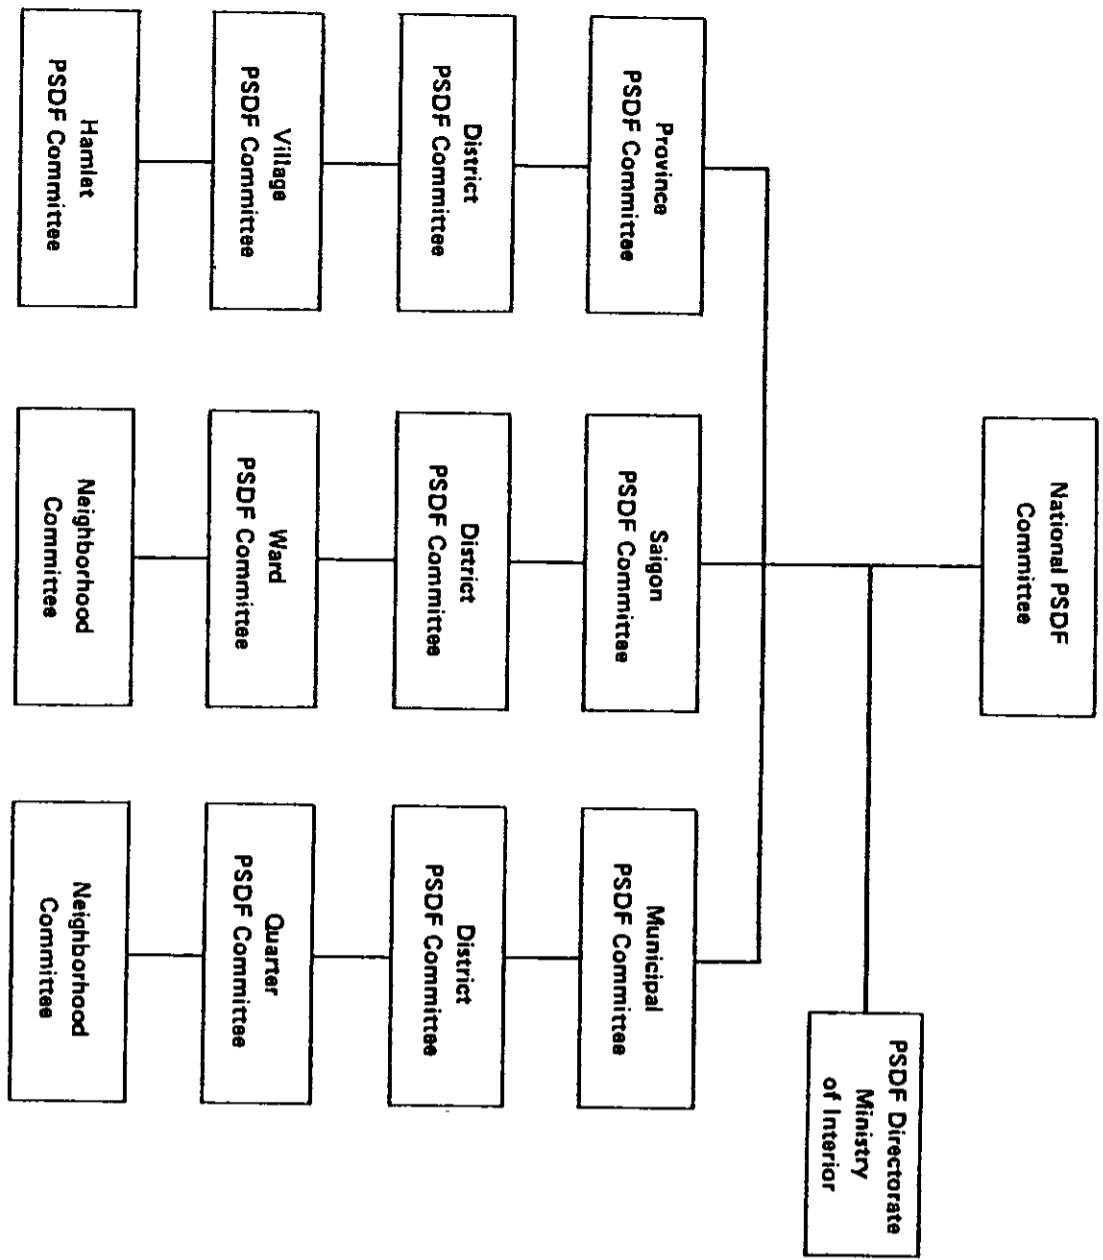 National PSDF
Committee
PSDF Directorate
Ministry
of Interior
Province
PSDF Committee
Saigon
PSDF Committee
Municipal
PSDF Committee
District
PSDF Committee
District
PSDF Committee
District
PSDF Committee
Village
PSDF Committee
Ward
PSDF Committee
Quarter
PSDF Committee
Hamlet
PSDF Committee
Neighborhood
Committee
Neighborhood
Committee